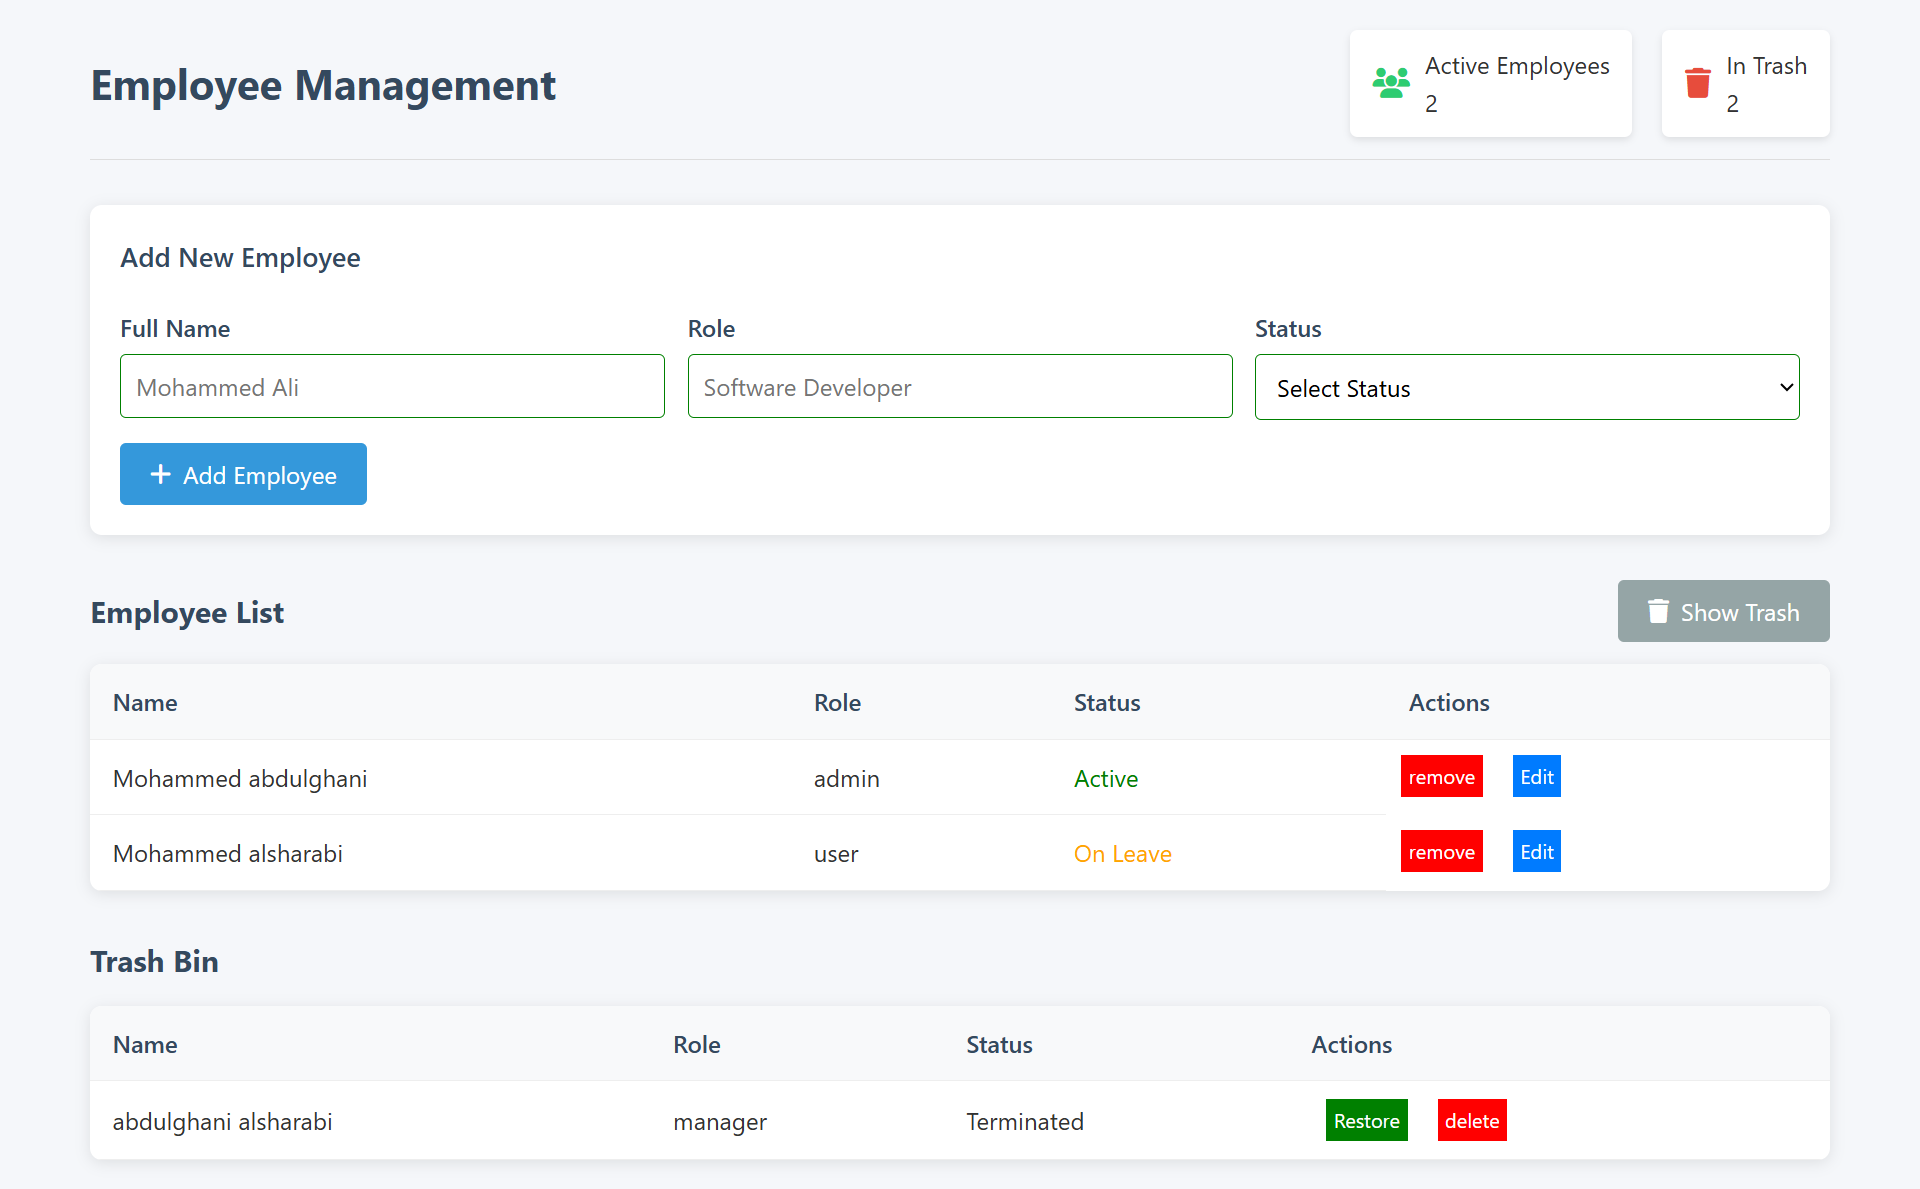 Employee Management
Active Employees
2
In Trash
2
Add New Employee
Full Name
Role
Status
Mohammed Ali
Software Developer
Select Status
Add Employee
Employee List
Show Trash
Name Role Status Actions
Mohammed abdulghani admin Active remove Edit
Mohammed alsharabi user On Leave remove Edit
Trash Bin
Name Role Status Actions
abdulghani alsharabi manager Terminated Restore delete